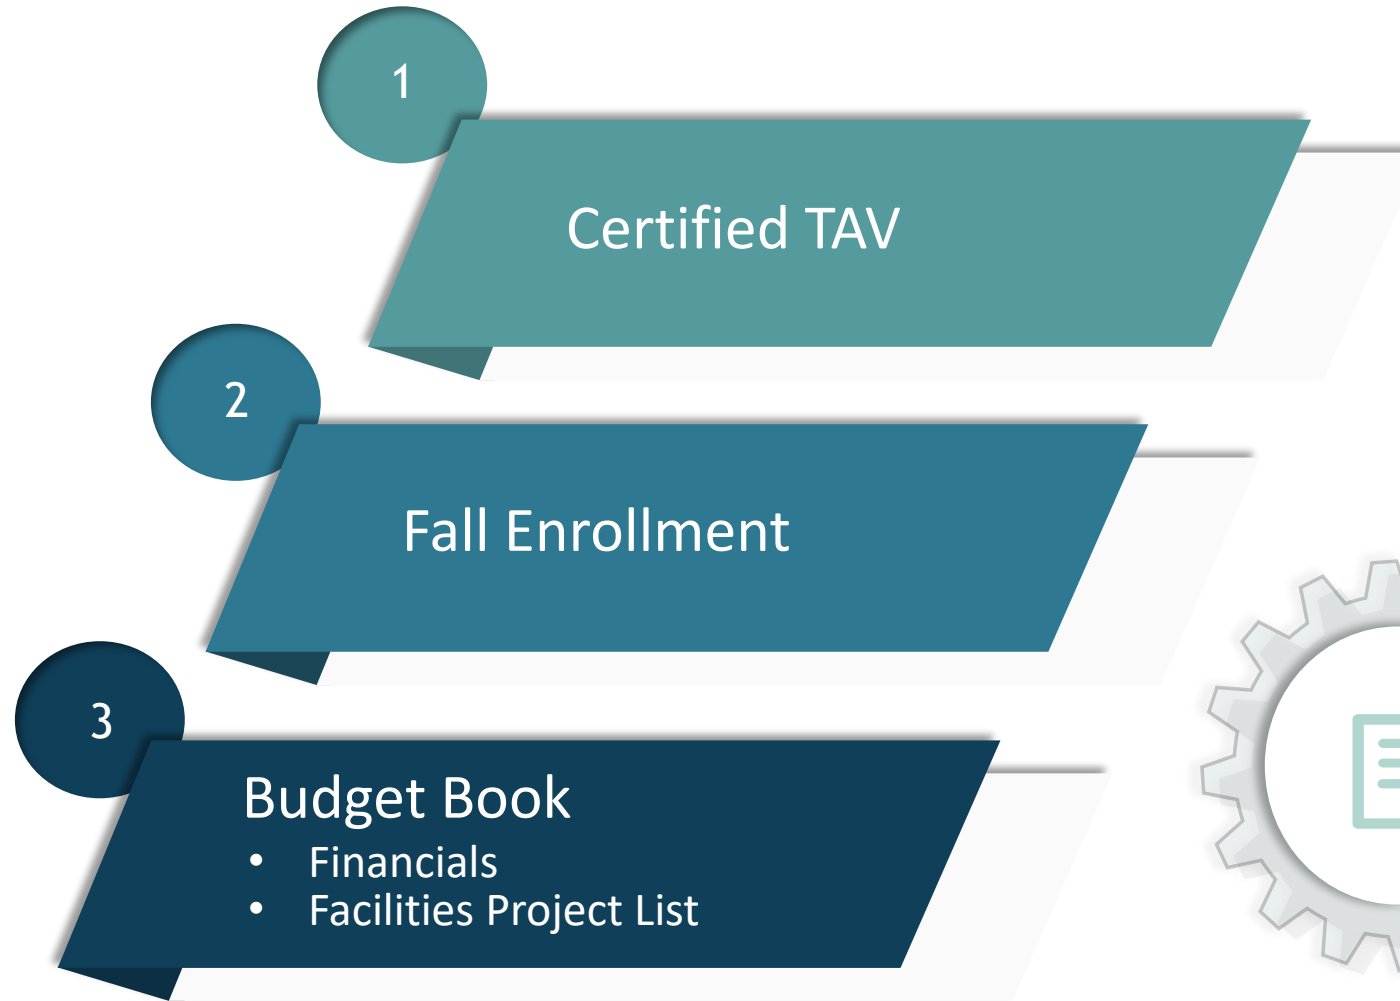 1
Certified TAV
2
Fall Enrollment
3
Budget Book
• Financials
• Facilities Project List